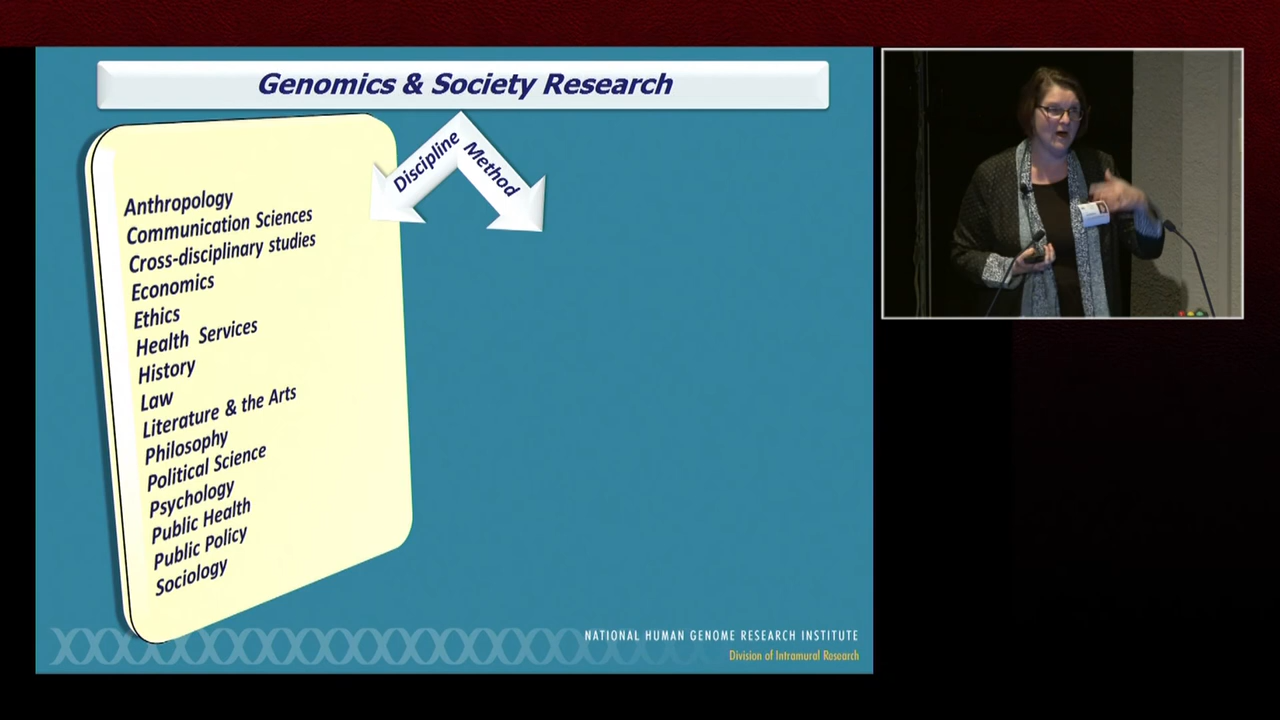 Genomics & Society Research
Discipline
Method
Anthropology
Communication Sciences
Cross-disciplinary studies
Economics
Ethics
Health Services
History
Law
Literature & the Arts
Philosophy
Political Science
Psychology
Public Health
Public Policy
Sociology
NATIONAL HUMAN GENOME RESEARCH INSTITUTE
Division of Intramural Research